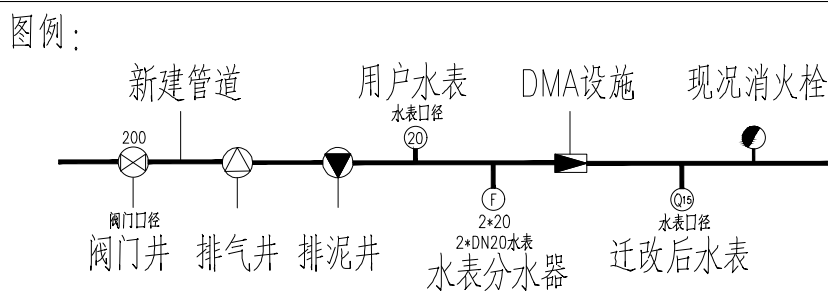 图例：
新建管道
用户水表
水表口径
DMA设施
现况消火栓
200
20
F
Q15
阀门口径
阀门井
排气井
排泥井
2*20
2*DN20水表
水表分水器
水表口径
迁改后水表